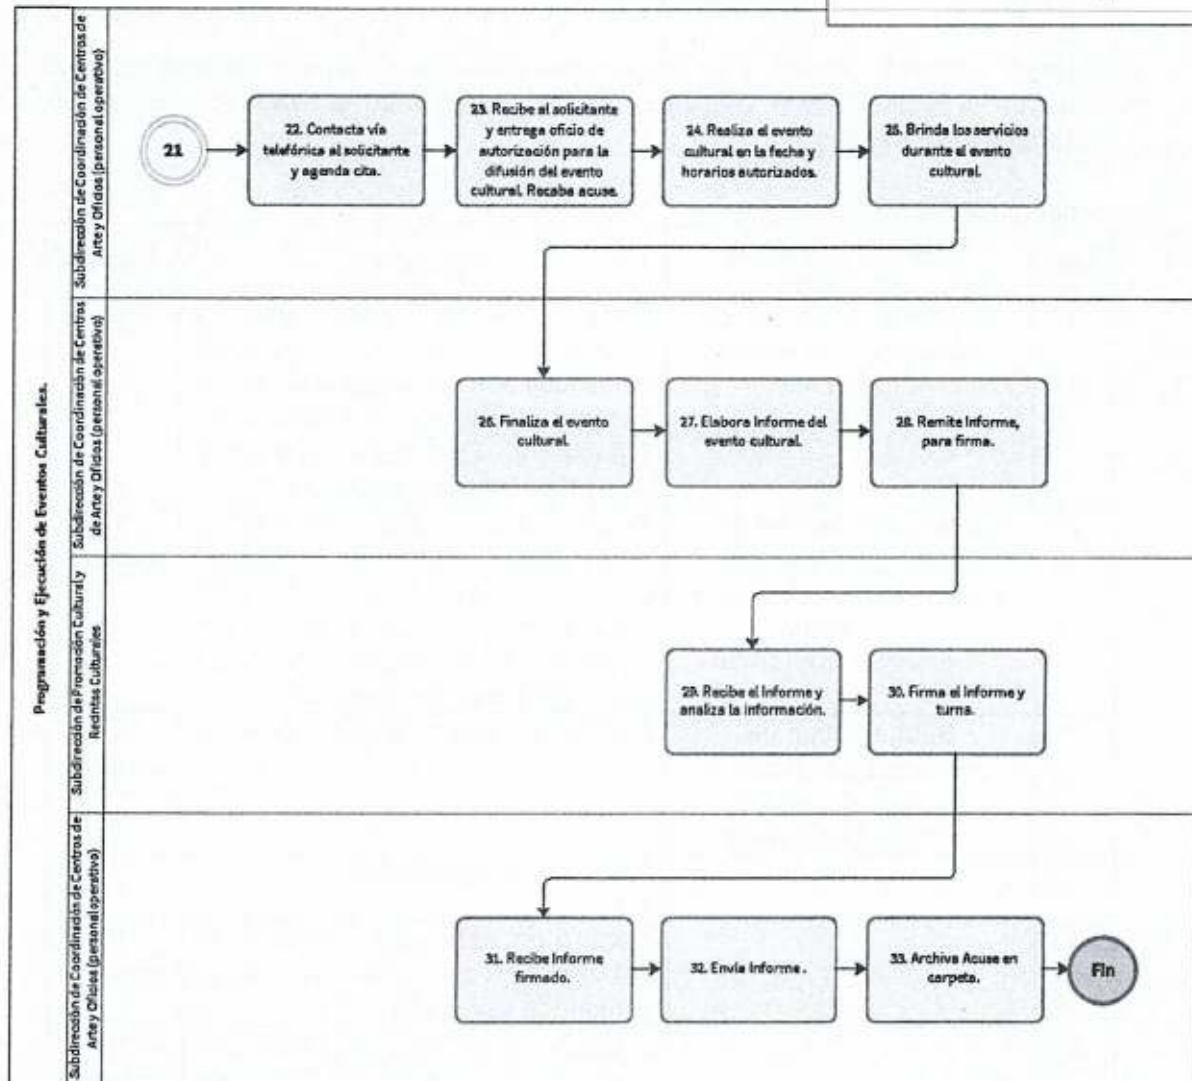 Programación y Ejecución de Eventos Culturales.
Subdirección de Coordinación de Centros de
Arte y Oficios (personal operativo)
21
22. Contacta vía
telefónica al solicitante
y agenda cita.
23. Recibe al solicitante
y entrega oficio de
autorización para la
difusión del evento
cultural. Recaba acuse.
24. Realiza el evento
cultural en la fecha y
horarios autorizados.
25. Brinda los servicios
durante el evento
cultural.
Subdirección de Coordinación de Centros
de Arte y Oficios (personal operativo)
26. Finaliza el evento
cultural.
27. Elabora Informe del
evento cultural.
28. Remite Informe,
para firma.
Subdirección de Promoción Cultural y
Recintos Culturales
29. Recibe el Informe y
analiza la información.
30. Firma el Informe y
turna.
Subdirección de Coordinación de Centros de
Arte y Oficios (personal operativo)
31. Recibe Informe
firmado.
32. Envía Informe .
33. Archiva Acuse en
carpeta.
Fin